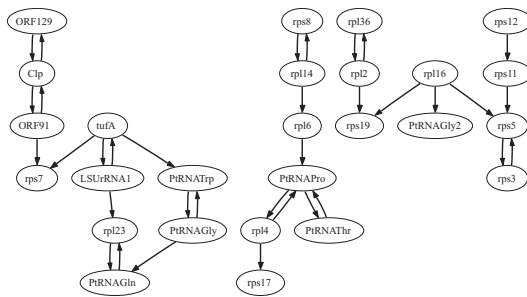 ORF129 rps8 rpl36 rps12
Clp rpl14 rpl2 rpl16 rps11
ORF91 tufA rpl6 rps19 PtRNAGly2 rps5
rps7 LSUrRNA1 PtRNATrp PtRNAPro rps3
rpl23 PtRNAGly rpl4 PtRNAThr
PtRNAGln rps17